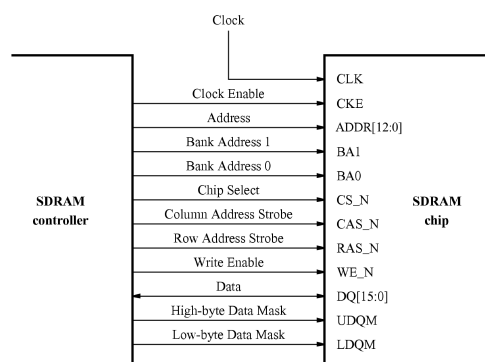 Clock
CLK
Clock Enable
CKE
Address
ADDR[12:0]
Bank Address 1
BA1
Bank Address 0
BA0
Chip Select
CS_N
SDRAM
controller
SDRAM
chip
Column Address Strobe
CAS_N
Row Address Strobe
RAS_N
Write Enable
WE_N
Data
DQ[15:0]
High-byte Data Mask
UDQM
Low-byte Data Mask
LDQM